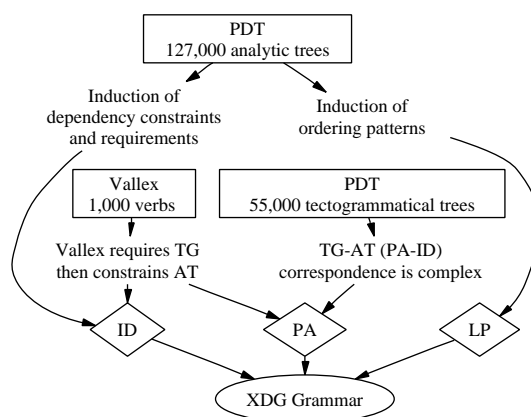 PDT
127,000 analytic trees
Induction of
dependency constraints
and requirements
Induction of
ordering patterns
Vallex
1,000 verbs
PDT
55,000 tectogrammatical trees
Vallex requires TG
then constrains AT
TG-AT (PA-ID)
correspondence is complex
ID
PA
LP
XDG Grammar